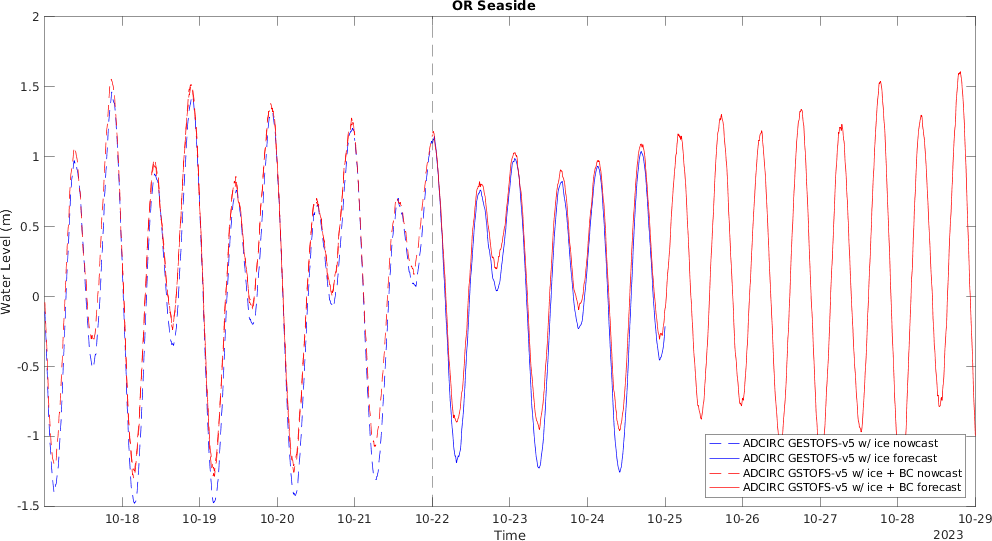 OR Seaside
2
1.5
1
0.5
0
-0.5
-1
-1.5
Water Level (m)
10-18 10-19 10-20 10-21 10-22 10-23 10-24 10-25 10-26 10-27 10-28 10-29
Time
2023
ADCIRC GESTOFS-v5 w/ ice nowcast
ADCIRC GESTOFS-v5 w/ ice forecast
ADCIRC GSTOFS-v5 w/ ice + BC nowcast
ADCIRC GSTOFS-v5 w/ ice + BC forecast